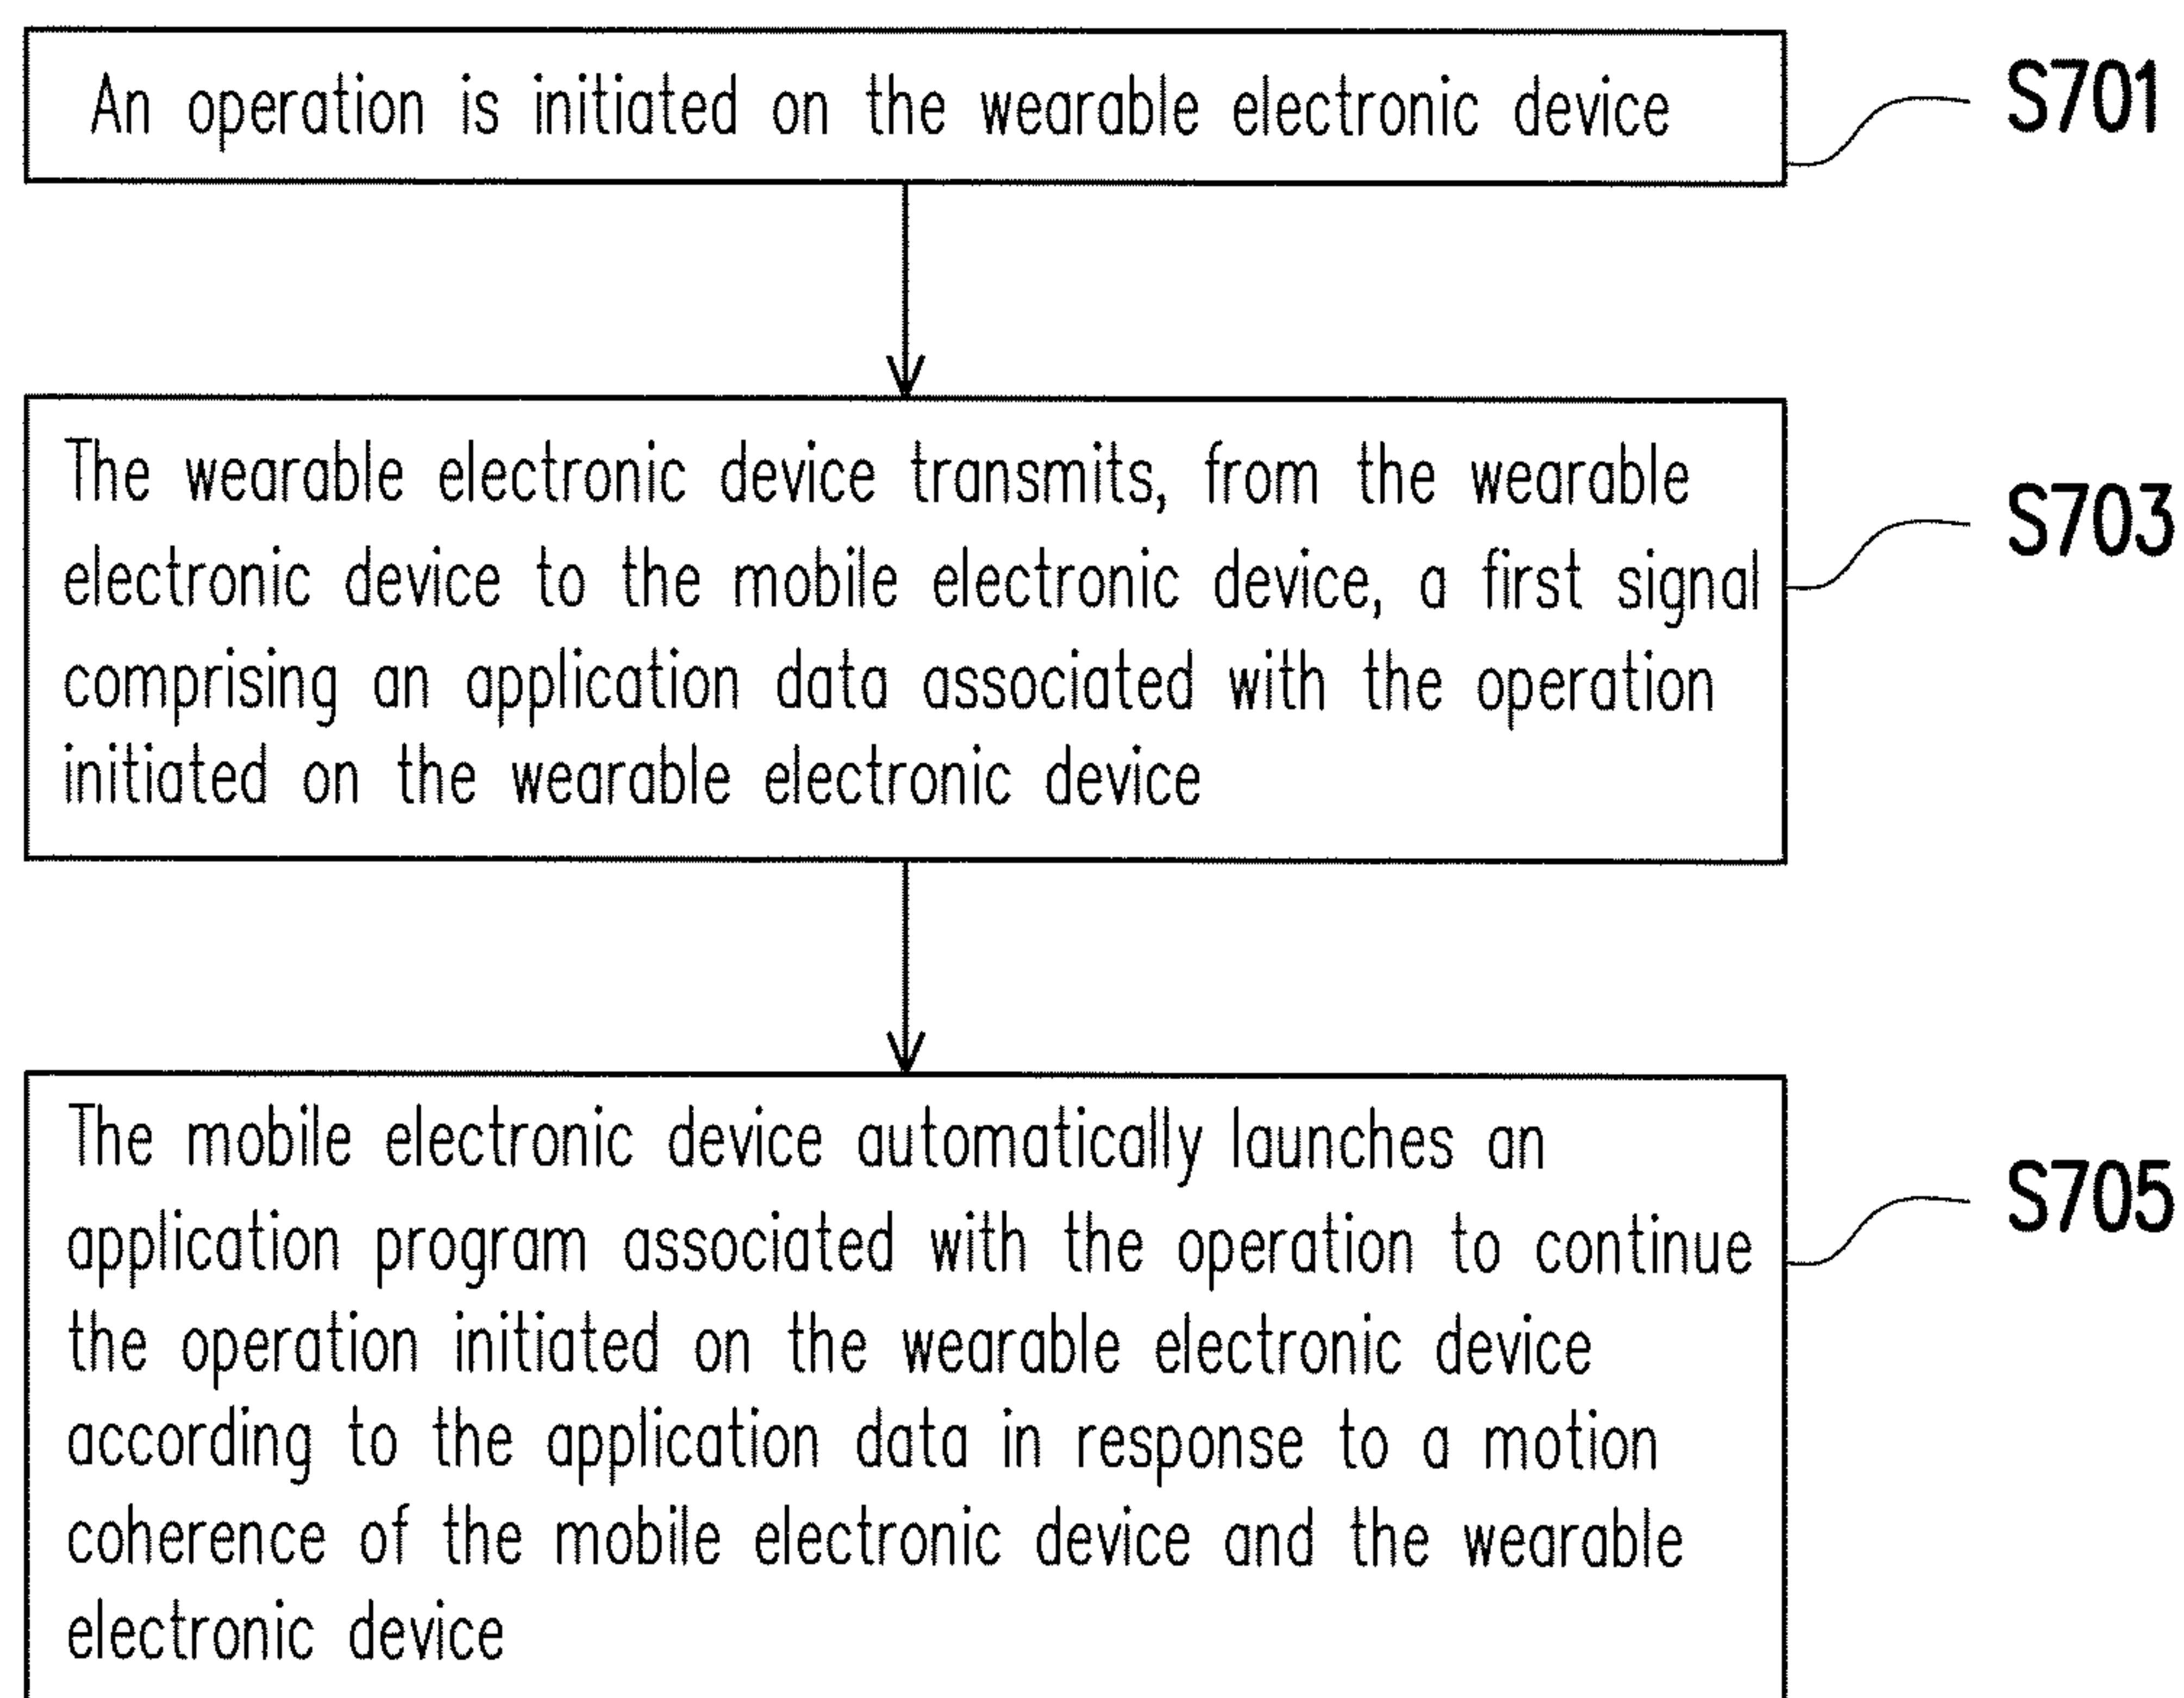 An operation is initiated on the wearable electronic device
S701
The wearable electronic device transmits, from the wearable
electronic device to the mobile electronic device, a first signal
comprising an application data associated with the operation
initiated on the wearable electronic device
S703
The mobile electronic device automatically launches an
application program associated with the operation to continue
the operation initiated on the wearable electronic device
according to the application data in response to a motion
coherence of the mobile electronic device and the wearable
electronic device
S705